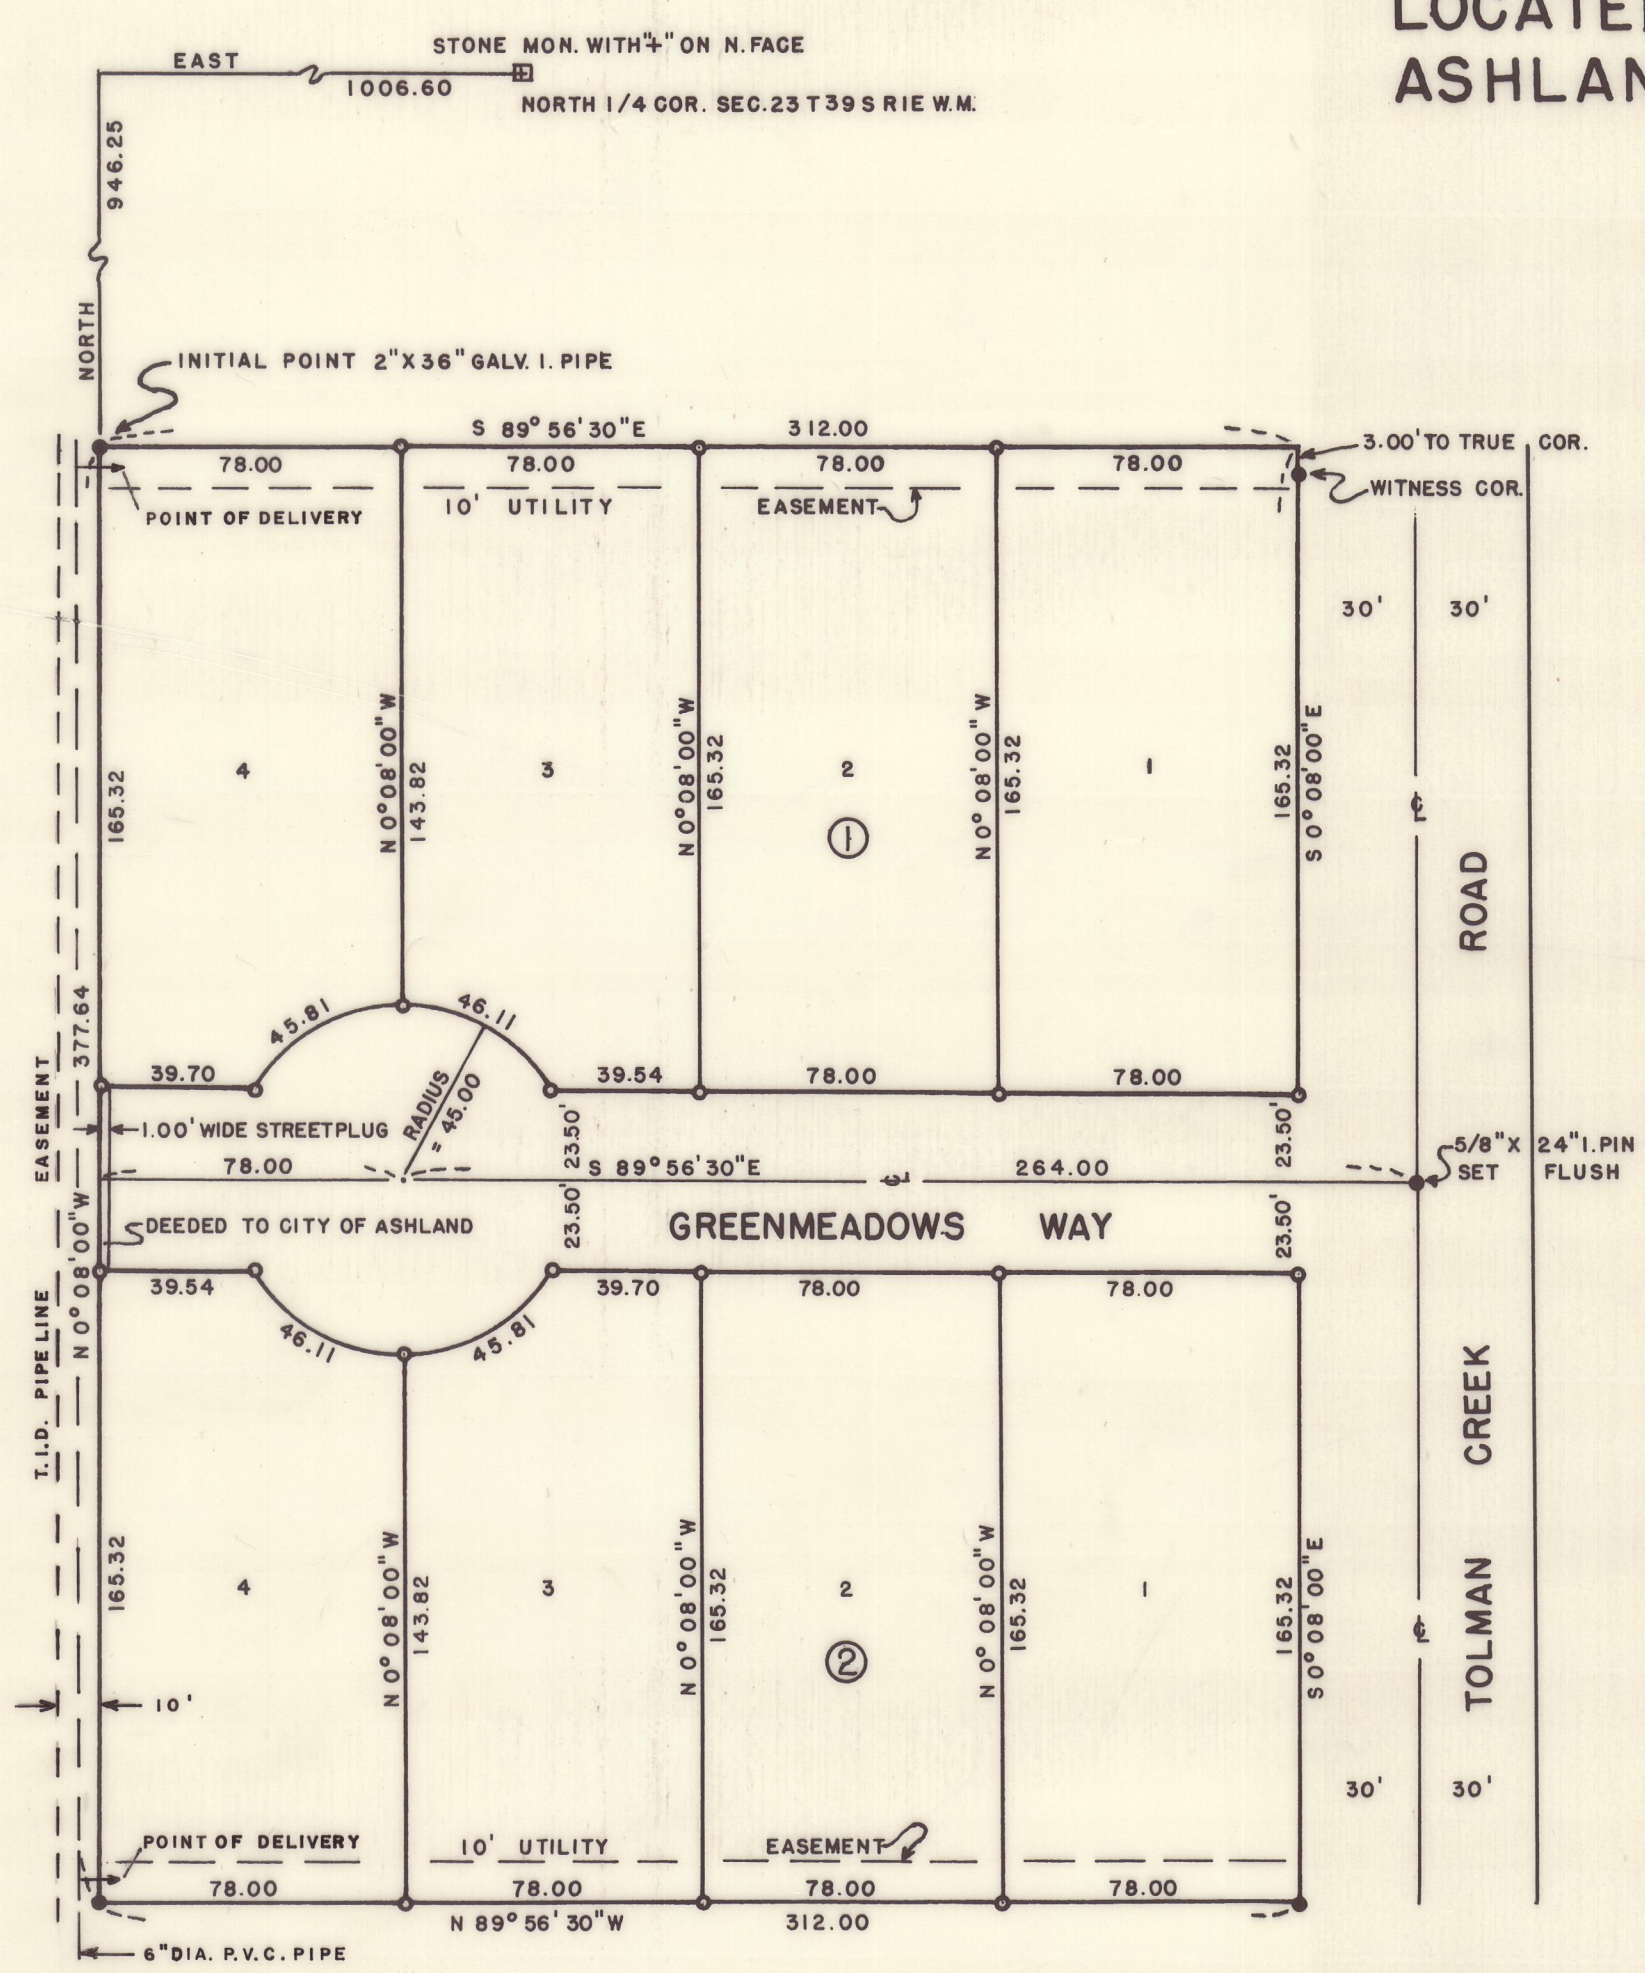 LOCATE
ASHLAN
STONE MON. WITH "+" ON N. FACE
EAST
1006.60
NORTH 1/4 COR. SEC. 23 T 39 S R 1 E W.M.
946.25
NORTH
INITIAL POINT 2" X 36" GALV. I. PIPE
S 89° 56' 30" E 312.00
3.00' TO TRUE COR.
78.00 78.00 78.00 78.00
WITNESS COR.
POINT OF DELIVERY
10' UTILITY EASEMENT
30' 30'
N 0° 08' 00" W
143.82
N 0° 08' 00" W
165.32
N 0° 08' 00" W
165.32
165.32
S 0° 08' 00" E
165.32
4 3 2 1
1
℄
ROAD
377.64
45.81 46.11
39.70 39.54 78.00 78.00
RADIUS
= 45.00
1.00' WIDE STREET PLUG
23.50' 23.50'
5/8" X 24" I. PIN
SET FLUSH
78.00 S 89° 56' 30" E 264.00
℄
EASEMENT
DEEDED TO CITY OF ASHLAND
GREENMEADOWS WAY
23.50' 23.50'
N 0° 08' 00" W
39.54 39.70 78.00 78.00
46.11 45.81
T.I.D. PIPE LINE
CREEK
165.32
N 0° 08' 00" W
143.82
N 0° 08' 00" W
165.32
N 0° 08' 00" W
165.32
165.32
S 0° 08' 00" E
4 3 2 1
2
℄
TOLMAN
10'
30' 30'
POINT OF DELIVERY
10' UTILITY EASEMENT
78.00 78.00 78.00 78.00
N 89° 56' 30" W 312.00
6" DIA. P.V.C. PIPE